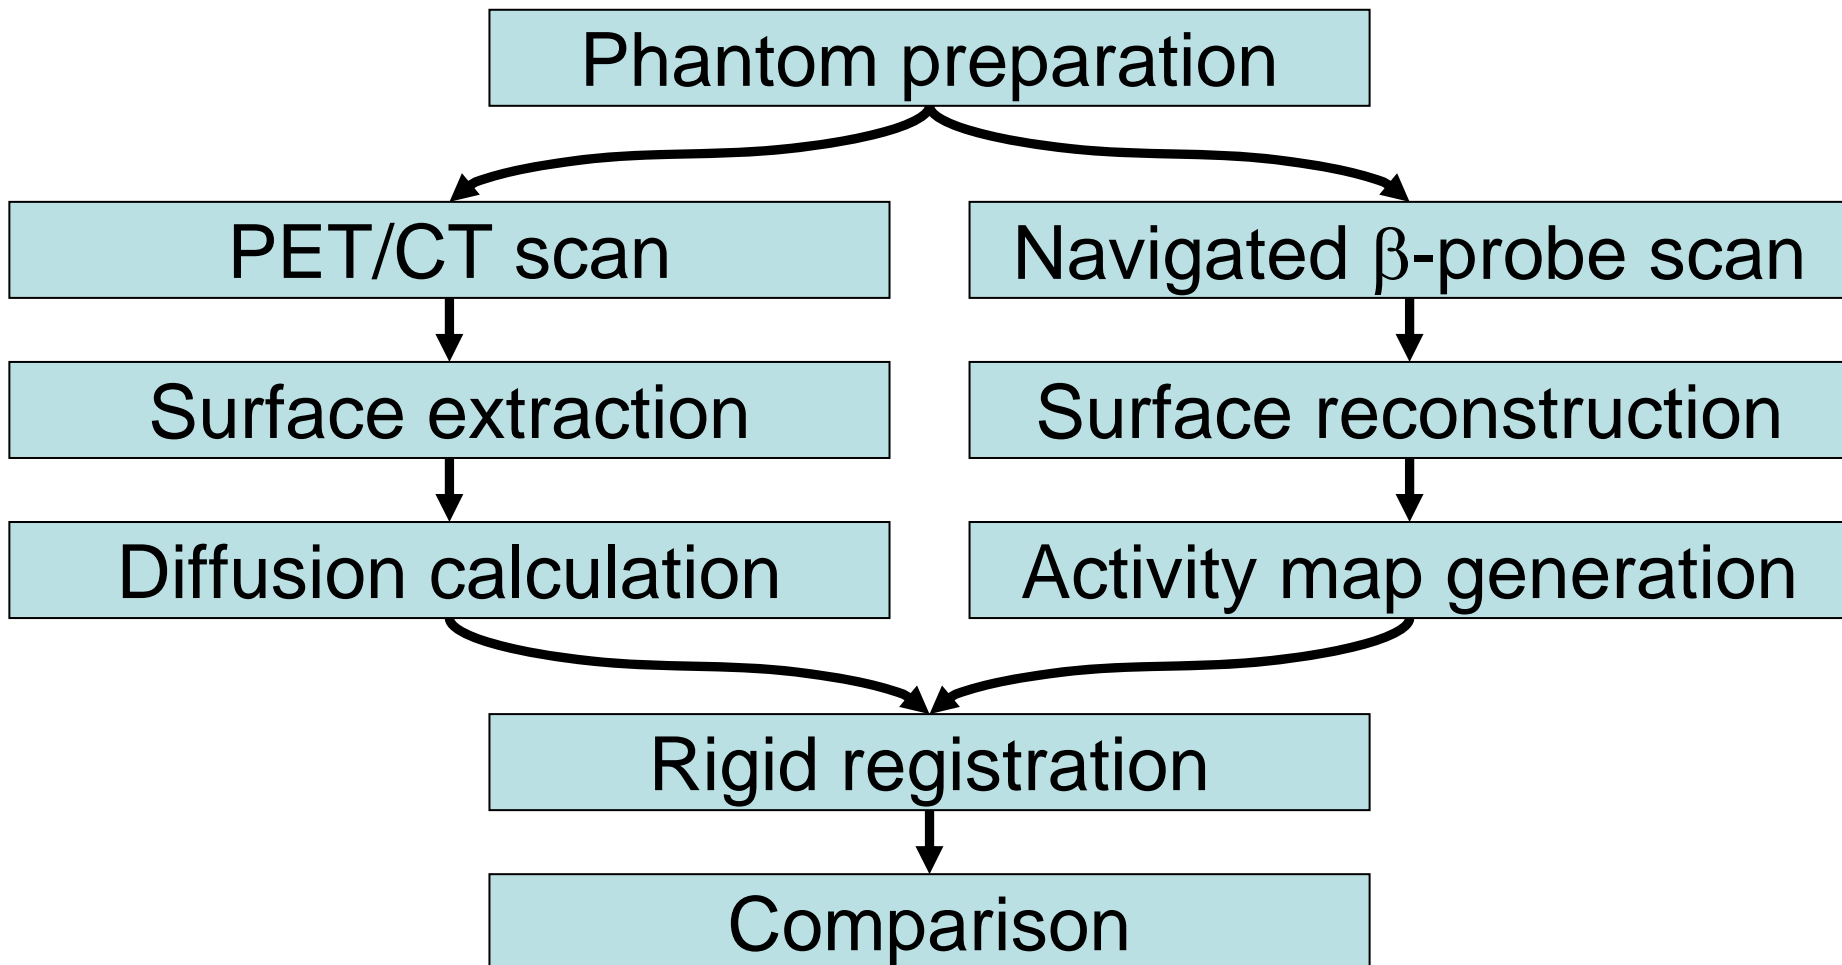 Phantom preparation
PET/CT scan
Navigated β-probe scan
Surface extraction
Surface reconstruction
Diffusion calculation
Activity map generation
Rigid registration
Comparison